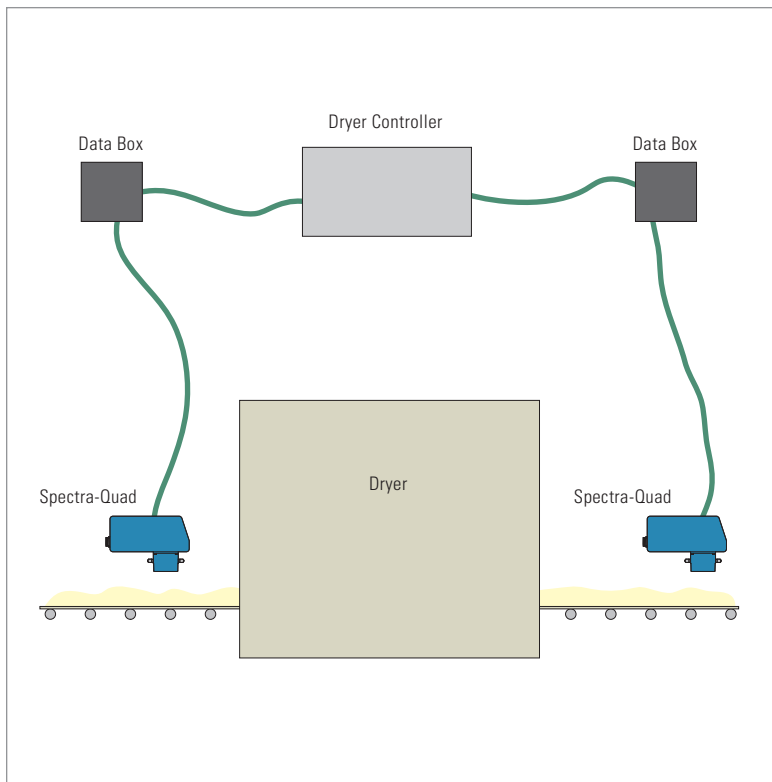 Dryer Controller
Data Box
Data Box
Dryer
Spectra-Quad
Spectra-Quad